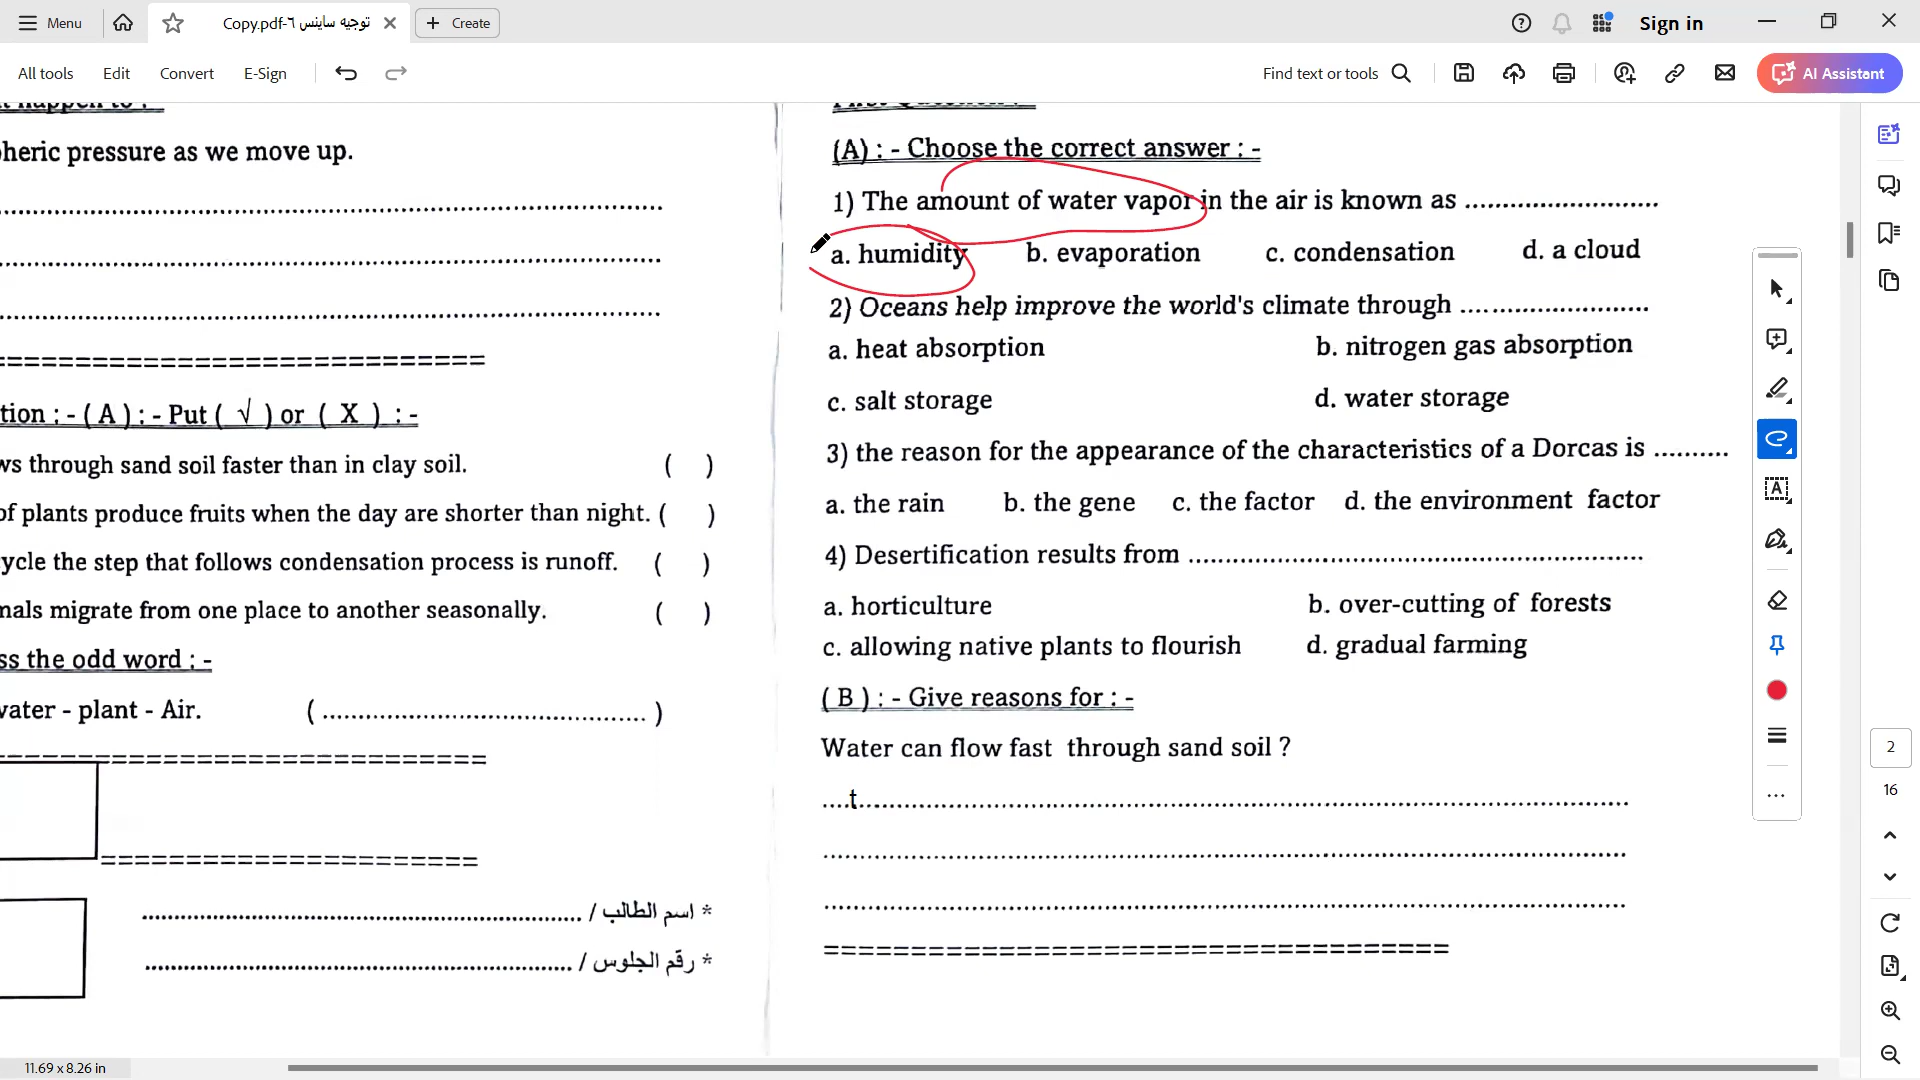 Menu
توجيه ساينس ٦-Copy.pdf
Create
Sign in
All tools
Edit
Convert
E-Sign
Find text or tools
AI Assistant
pheric pressure as we move up.
tion : - ( A ) : - Put ( √ ) or ( X ) : -
ws through sand soil faster than in clay soil. ( )
of plants produce fruits when the day are shorter than night. ( )
ycle the step that follows condensation process is runoff. ( )
mals migrate from one place to another seasonally. ( )
ss the odd word : -
water - plant - Air. (................................................)
* اسم الطالب / ................................................
* رقم الجلوس / ................................................
(A) : - Choose the correct answer : -
1) The amount of water vapor in the air is known as ..........................
a. humidity b. evaporation c. condensation d. a cloud
2) Oceans help improve the world's climate through ..........................
a. heat absorption b. nitrogen gas absorption
c. salt storage d. water storage
3) the reason for the appearance of the characteristics of a Dorcas is ..........
a. the rain b. the gene c. the factor d. the environment factor
4) Desertification results from ................................................
a. horticulture b. over-cutting of forests
c. allowing native plants to flourish d. gradual farming
( B ) : - Give reasons for : -
Water can flow fast through sand soil ?
....t................................................
2
16
11.69 x 8.26 in